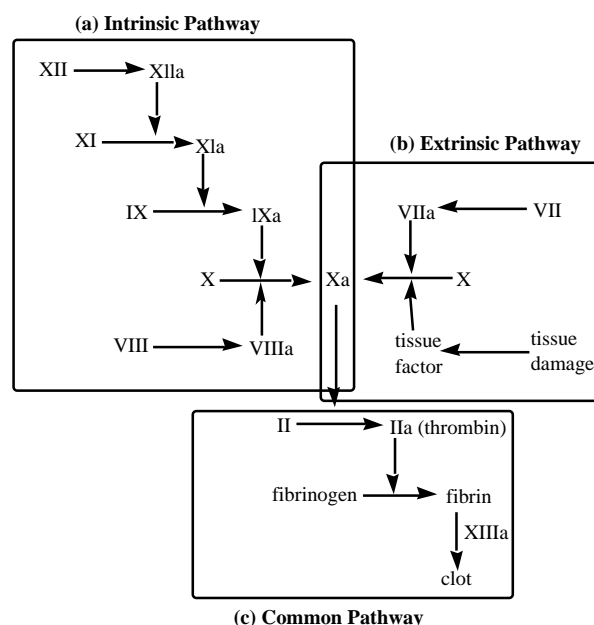 (a) Intrinsic Pathway
XII
XIIa
XI
XIa
(b) Extrinsic Pathway
IX
IXa
VIIa
VII
X
Xa
X
VIII
VIIIa
tissue
factor
tissue
damage
II
IIa (thrombin)
fibrinogen
fibrin
XIIIa
clot
(c) Common Pathway